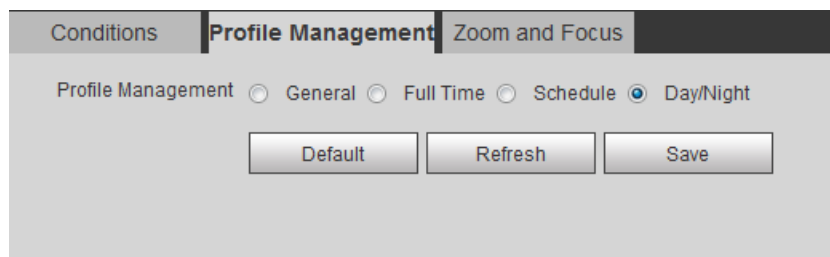 Conditions Profile Management Zoom and Focus
Profile Management General Full Time Schedule Day/Night
Default Refresh Save